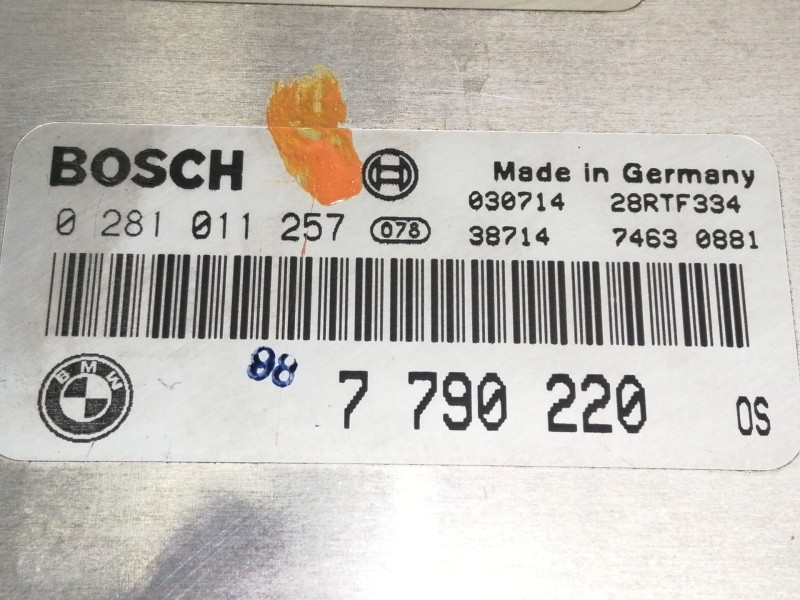 BOSCH
Made in Germany
030714 28RTF334
0 281 011 257 078 38714 7463 0881
BMW
88
7 790 220 OS